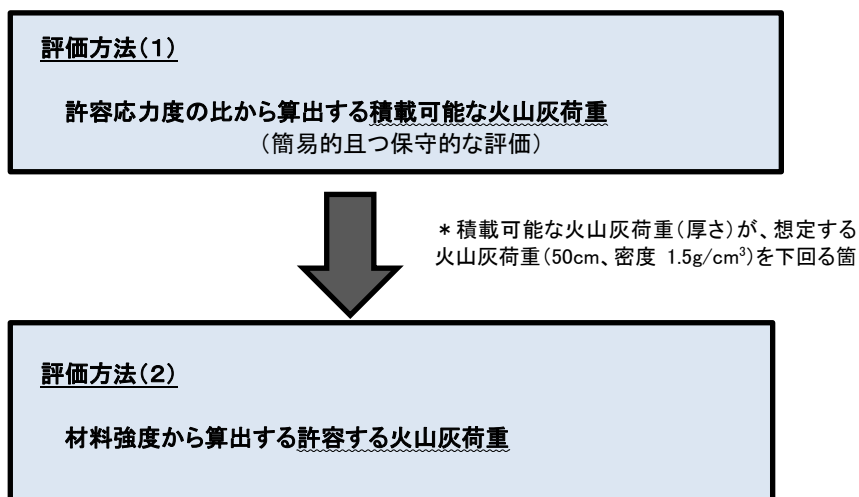 評価方法(1)
許容応力度の比から算出する積載可能な火山灰荷重
(簡易的且つ保守的な評価)
*積載可能な火山灰荷重(厚さ)が、想定する
火山灰荷重(50cm、密度 1.5g/cm³)を下回る箇
評価方法(2)
材料強度から算出する許容する火山灰荷重